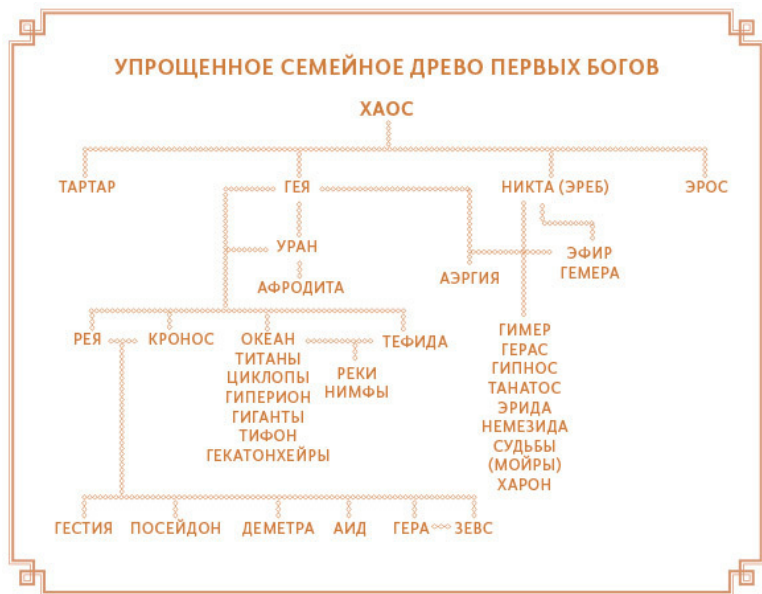 УПРОЩЕННОЕ СЕМЕЙНОЕ ДРЕВО ПЕРВЫХ БОГОВ
ХАОС
ТАРТАР ГЕЯ НИКТА (ЭРЕБ) ЭРОС
УРАН
АФРОДИТА
АЭРГИЯ
ЭФИР
ГЕМЕРА
РЕЯ КРОНОС ОКЕАН ТЕФИДА
ТИТАНЫ
ЦИКЛОПЫ
ГИПЕРИОН
ГИГАНТЫ
ТИФОН
ГЕКАТОНХЕЙРЫ
РЕКИ
НИМФЫ
ГИМЕР
ГЕРАС
ГИПНОС
ТАНАТОС
ЭРИДА
НЕМЕЗИДА
СУДЬБЫ
(МОЙРЫ)
ХАРОН
ГЕСТИЯ ПОСЕЙДОН ДЕМЕТРА АИД ГЕРА ЗЕВС